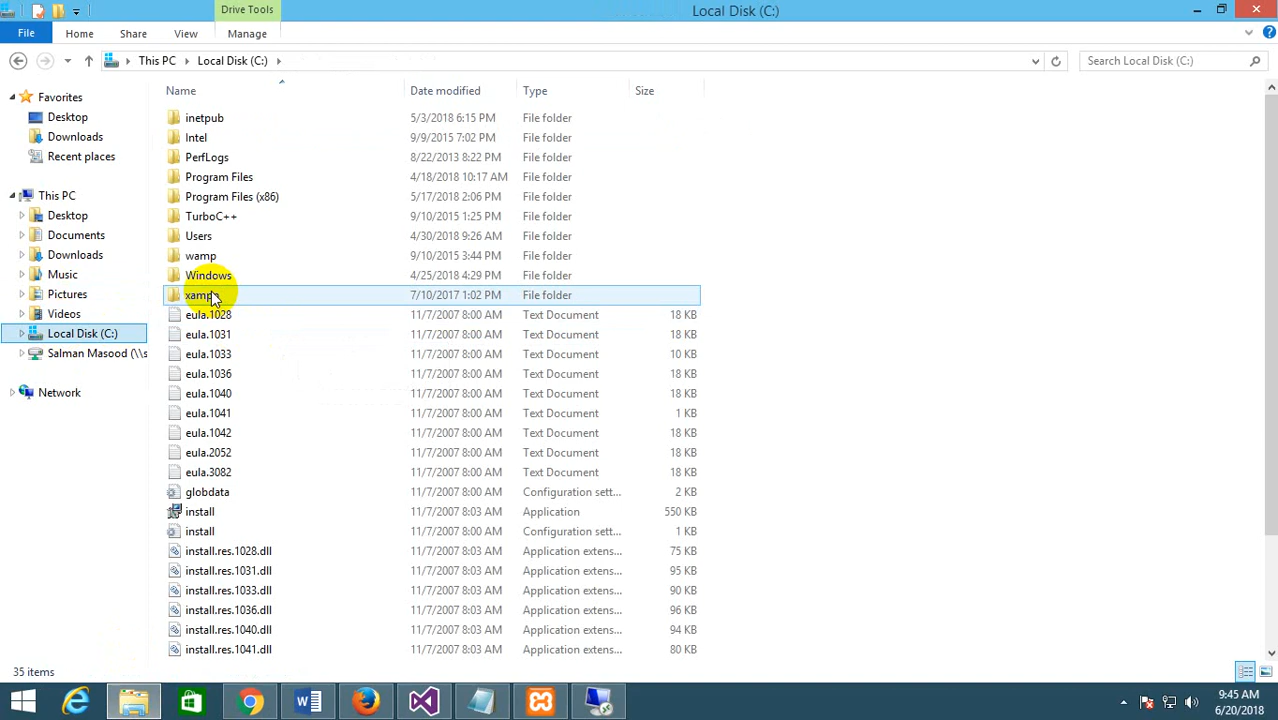 Drive Tools
Local Disk (C:)
File Home Share View Manage
This PC Local Disk (C:) Search Local Disk (C:)
Name Date modified Type Size
Favorites
Desktop
Downloads
Recent places
This PC
Desktop
Documents
Downloads
Music
Pictures
Videos
Local Disk (C:)
Salman Masood (\\s
Network
inetpub 5/3/2018 6:15 PM File folder
Intel 9/9/2015 7:02 PM File folder
PerfLogs 8/22/2013 8:22 PM File folder
Program Files 4/18/2018 10:17 AM File folder
Program Files (x86) 5/17/2018 2:06 PM File folder
TurboC++ 9/10/2015 1:25 PM File folder
Users 4/30/2018 9:26 AM File folder
wamp 9/10/2015 3:44 PM File folder
Windows 4/25/2018 4:29 PM File folder
xampp 7/10/2017 1:02 PM File folder
eula.1028 11/7/2007 8:00 AM Text Document 18 KB
eula.1031 11/7/2007 8:00 AM Text Document 18 KB
eula.1033 11/7/2007 8:00 AM Text Document 10 KB
eula.1036 11/7/2007 8:00 AM Text Document 18 KB
eula.1040 11/7/2007 8:00 AM Text Document 18 KB
eula.1041 11/7/2007 8:00 AM Text Document 1 KB
eula.1042 11/7/2007 8:00 AM Text Document 18 KB
eula.2052 11/7/2007 8:00 AM Text Document 18 KB
eula.3082 11/7/2007 8:00 AM Text Document 18 KB
globdata 11/7/2007 8:00 AM Configuration sett... 2 KB
install 11/7/2007 8:03 AM Application 550 KB
install 11/7/2007 8:00 AM Configuration sett... 1 KB
install.res.1028.dll 11/7/2007 8:03 AM Application extens... 75 KB
install.res.1031.dll 11/7/2007 8:03 AM Application extens... 95 KB
install.res.1033.dll 11/7/2007 8:03 AM Application extens... 90 KB
install.res.1036.dll 11/7/2007 8:03 AM Application extens... 96 KB
install.res.1040.dll 11/7/2007 8:03 AM Application extens... 94 KB
install.res.1041.dll 11/7/2007 8:03 AM Application extens... 80 KB
35 items
9:45 AM
6/20/2018